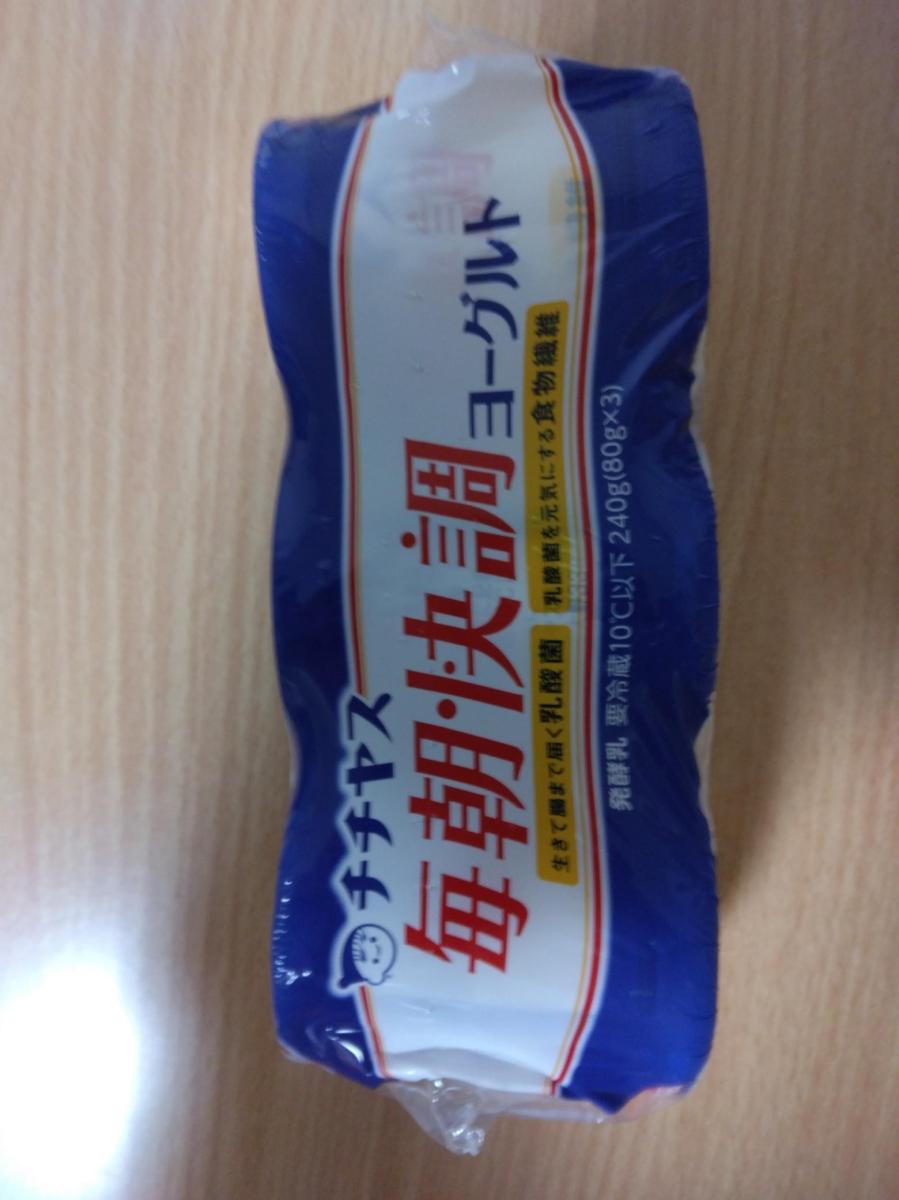 チチヤス
毎朝快調
ヨーグルト
生きて腸まで届く乳酸菌
乳酸菌を元気にする食物繊維
発酵乳 要冷蔵10℃以下 240g(80g×3)
調